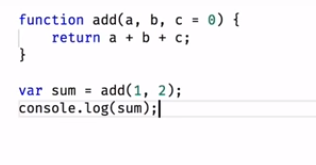 function add(a, b, c = 0) {
    return a + b + c;
}

var sum = add(1, 2);
console.log(sum);